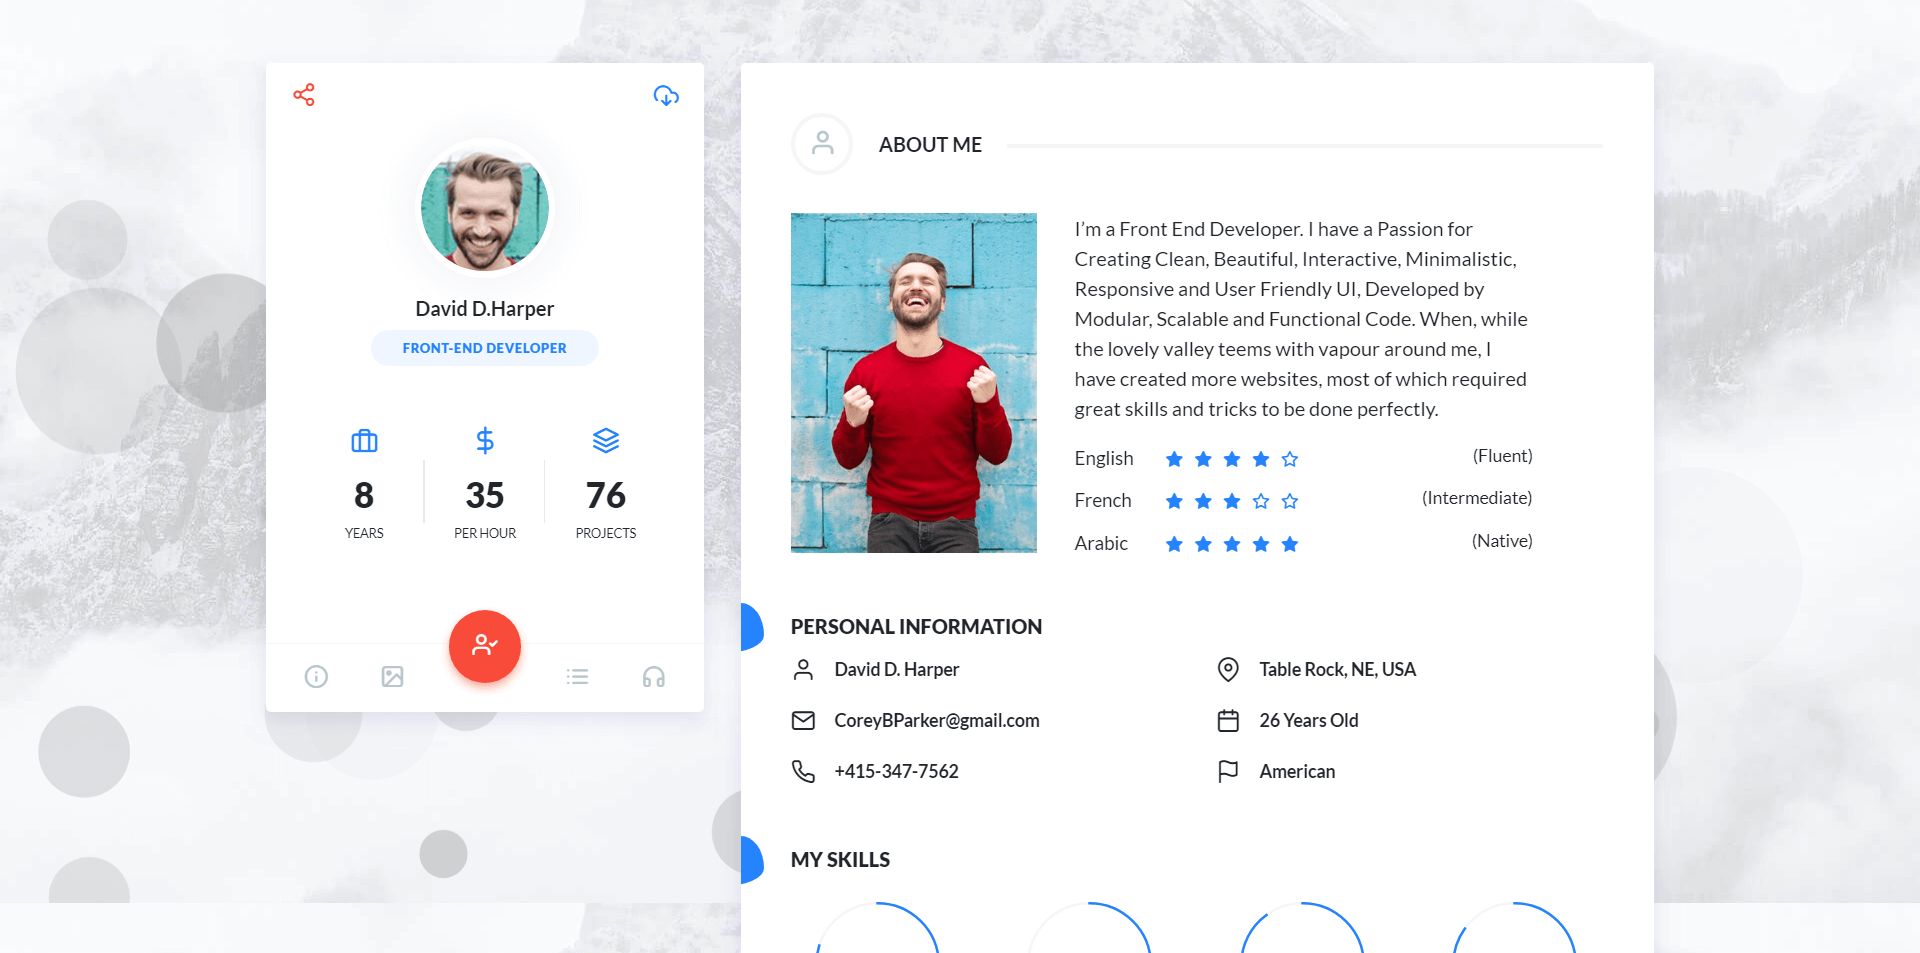 David D.Harper
FRONT-END DEVELOPER
8
35
76
YEARS
PER HOUR
PROJECTS
ABOUT ME
I’m a Front End Developer. I have a Passion for
Creating Clean, Beautiful, Interactive, Minimalistic,
Responsive and User Friendly UI, Developed by
Modular, Scalable and Functional Code. When, while
the lovely valley teems with vapour around me, I
have created more websites, most of which required
great skills and tricks to be done perfectly.
English (Fluent)
French (Intermediate)
Arabic (Native)
PERSONAL INFORMATION
David D. Harper
Table Rock, NE, USA
CoreyBParker@gmail.com
26 Years Old
+415-347-7562
American
MY SKILLS